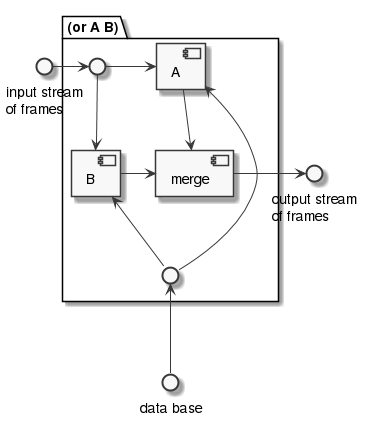 (or A B)
A
input stream
of frames
B
merge
output stream
of frames
data base